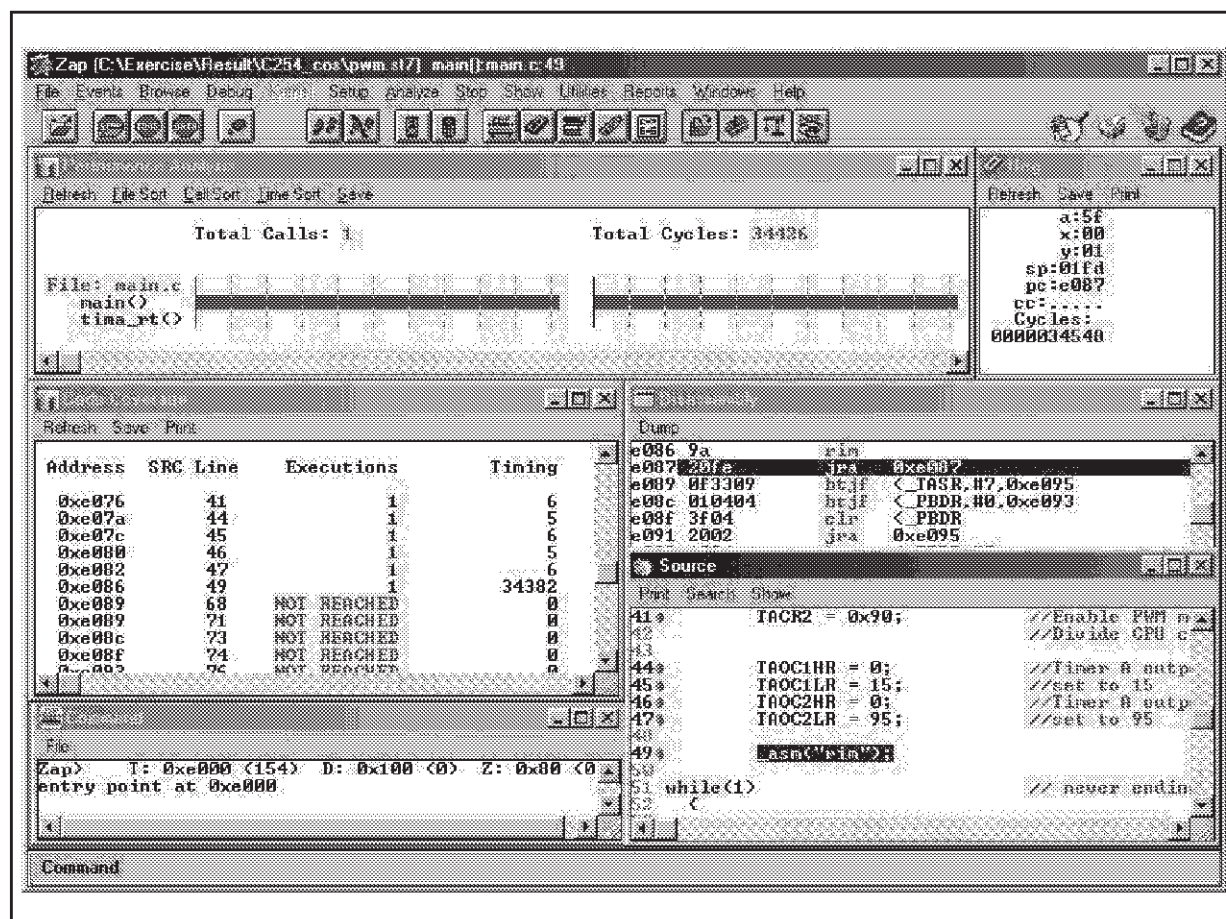 Zap [C:\Exercise\Result\C254_cos\pwm.st7] main():main.c:49
File Events Browse Debug Setup Analyze Stop Show Utilities Reports Windows Help
Refresh File Sort Call Sort Time Sort Save
Total Calls: 1 Total Cycles: 34426
File: main.c
main()
tima_rt()
Refresh Save Print
a:5f
x:00
y:01
sp:01fd
pc:e087
cc:.....
Cycles:
0000034540
Code Coverage
Refresh Save Print
Address SRC Line Executions Timing
0xe076 41 1 6
0xe07a 44 1 5
0xe07c 45 1 6
0xe080 46 1 5
0xe082 47 1 6
0xe086 49 1 34382
0xe089 68 NOT REACHED 0
0xe089 71 NOT REACHED 0
0xe08c 73 NOT REACHED 0
0xe08f 74 NOT REACHED 0
76 NOT REACHED 0
Disassembly
Dump
e086 9a rim
e087 20fe jra 0xe087
e089 0f3309 btjf <_TASR,#7,0xe095
e08c 010404 btjf <_PBDR,#0,0xe093
e08f 3f04 clr <_PBDR
e091 2002 jra 0xe095
Source
Print Search Show
41 TACR2 = 0x90; //Enable PWM m
42 //Divide CPU c
43
44 TAOC1HR = 0; //Timer A outp
45 TAOC1LR = 15; //set to 15
46 TAOC2HR = 0; //Timer A outp
47 TAOC2LR = 95; //set to 95
48
49 _asm("rim");
50
51 while(1) // never endin
52 {
Command
File
Zap> T: 0xe000 (154) D: 0x100 (0) Z: 0x80 (0
entry point at 0xe000
Command